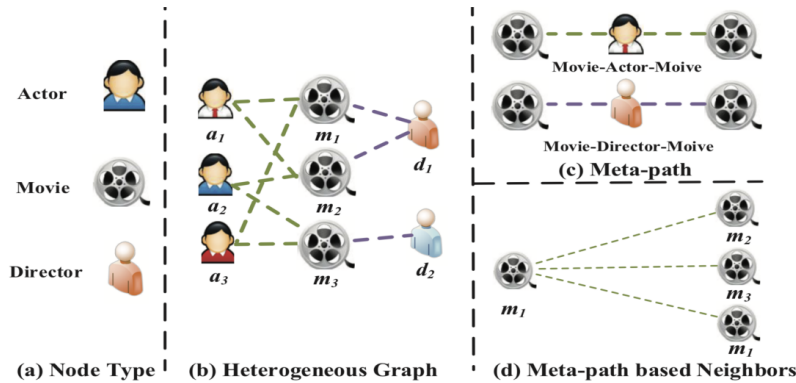 Actor
Movie
Director
(a) Node Type
a1
a2
a3
m1
m2
m3
d1
d2
(b) Heterogeneous Graph
Movie-Actor-Moive
Movie-Director-Moive
(c) Meta-path
m1
m2
m3
m1
(d) Meta-path based Neighbors